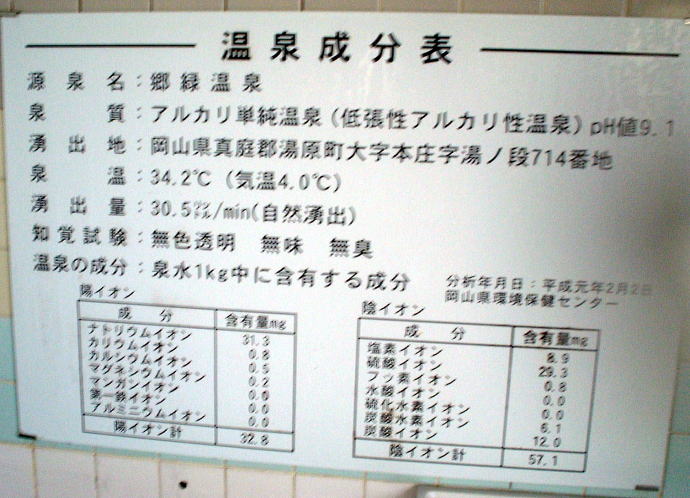 温泉成分表
源泉名：郷緑温泉
泉質：アルカリ単純温泉（低張性アルカリ性温泉）pH値9.1
湧出地：岡山県真庭郡湯原町大字本庄字湯ノ段714番地
泉温：34.2℃（気温4.0℃）
湧出量：30.5㍑/min(自然湧出)
知覚試験：無色透明 無味 無臭
温泉の成分：泉水1kg中に含有する成分
分析年月日：平成元年2月2日
岡山県環境保健センター
陽イオン
成分 含有量mg
ナトリウムイオン 31.3
カリウムイオン 0.8
カルシウムイオン 0.5
マグネシウムイオン 0.2
マンガンイオン 0.0
第一鉄イオン 0.0
アルミニウムイオン 0.0
陽イオン計 32.8
陰イオン
成分 含有量mg
塩素イオン 8.9
硫酸イオン 29.3
フッ素イオン 0.8
水酸イオン 0.0
硫化水素イオン 0.0
炭酸水素イオン 6.1
炭酸イオン 12.0
陰イオン計 57.1